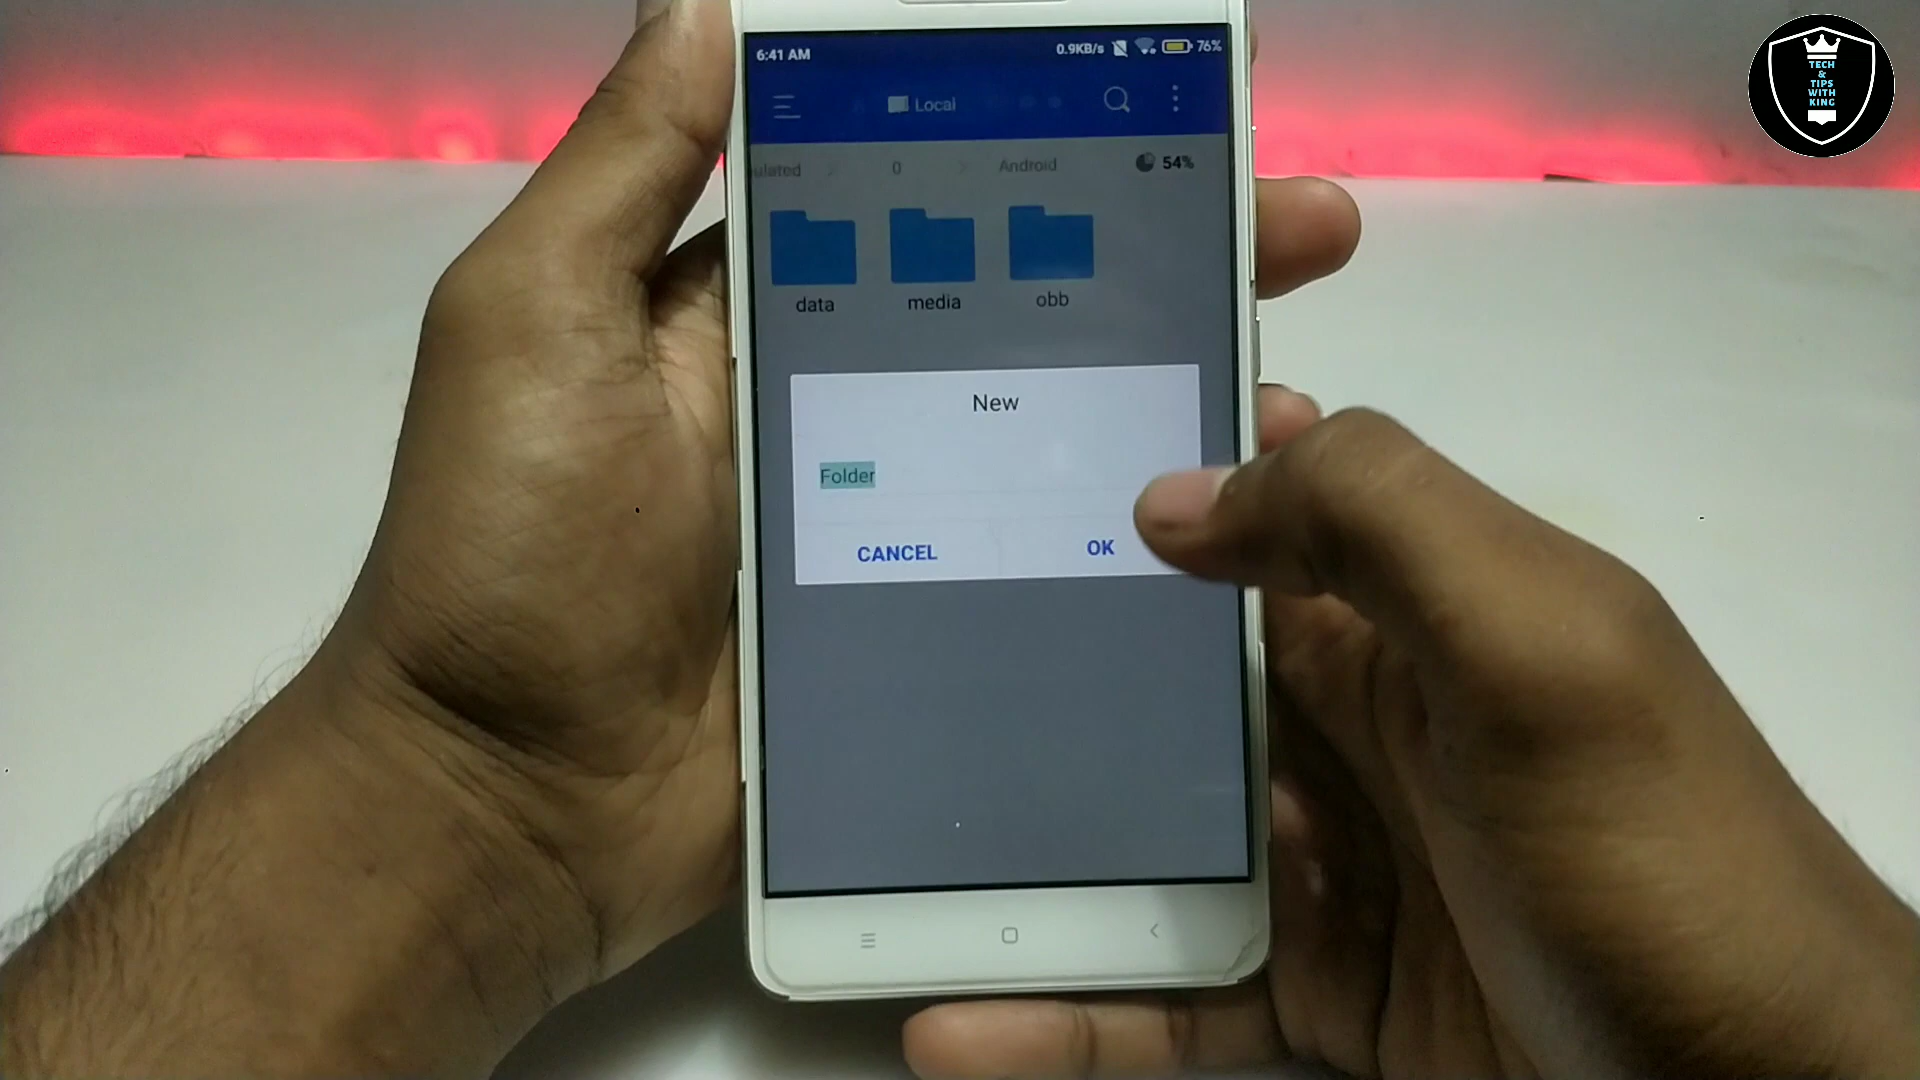 6:41 AM
0.9KB/s
76%
Local
ulated
0
Android
54%
data
media
obb
New
Folder
CANCEL
OK
TECH
&
TIPS
WITH
KING